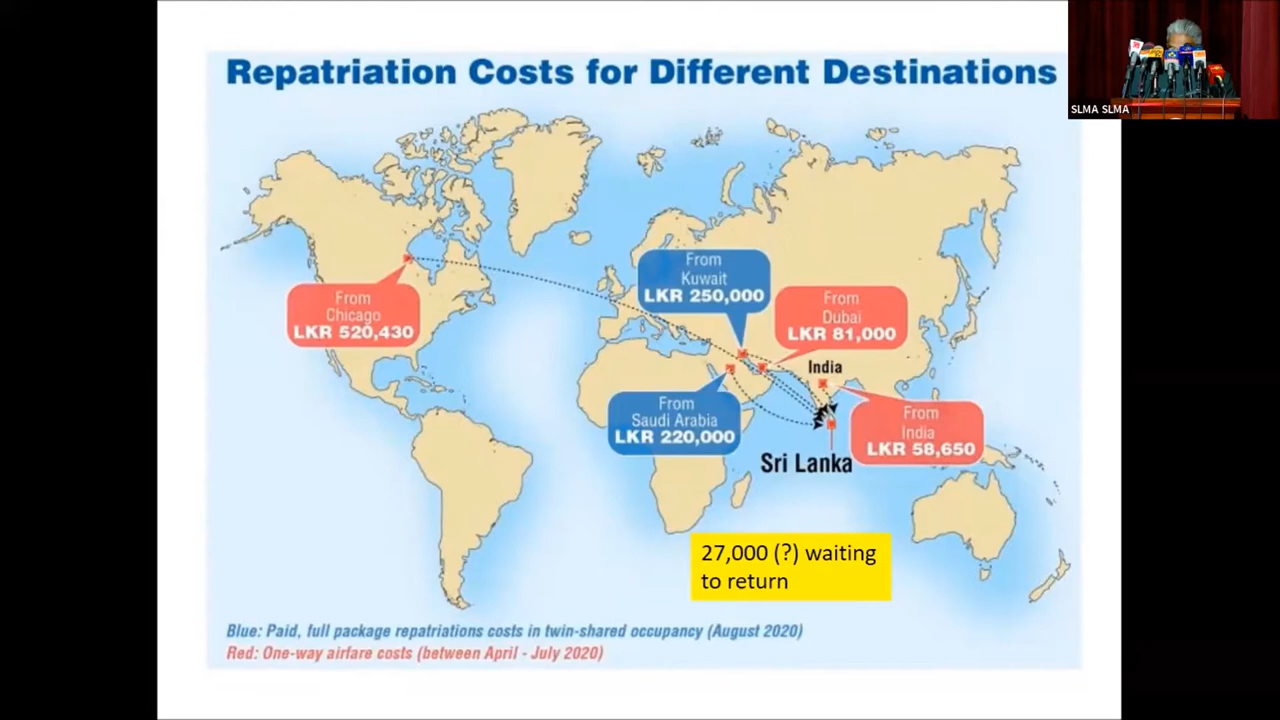 Repatriation Costs for Different Destinations
SLMA SLMA
From
Kuwait
LKR 250,000
From
Chicago
LKR 520,430
From
Dubai
LKR 81,000
India
From
Saudi Arabia
LKR 220,000
From
India
LKR 58,650
Sri Lanka
27,000 (?) waiting
to return
Blue: Paid, full package repatriations costs in twin-shared occupancy (August 2020)
Red: One-way airfare costs (between April - July 2020)